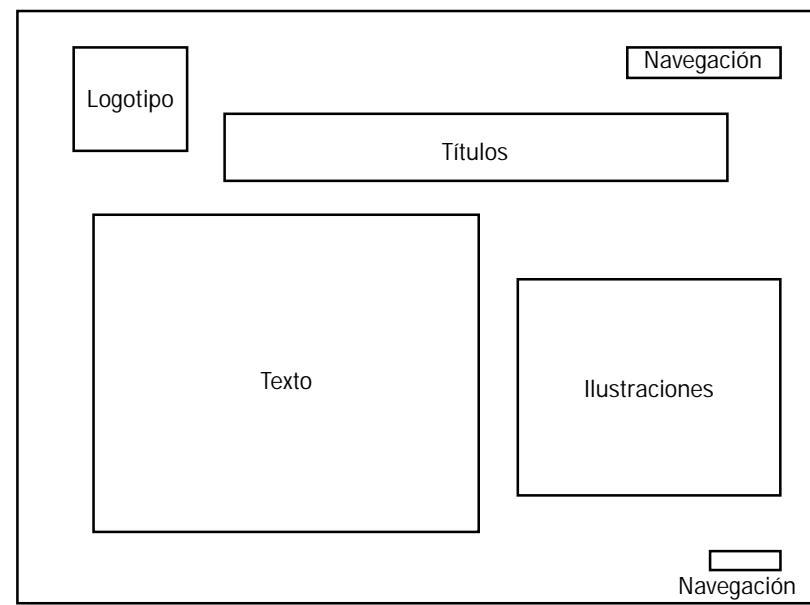 Navegación
Logotipo
Títulos
Texto
Ilustraciones
Navegación